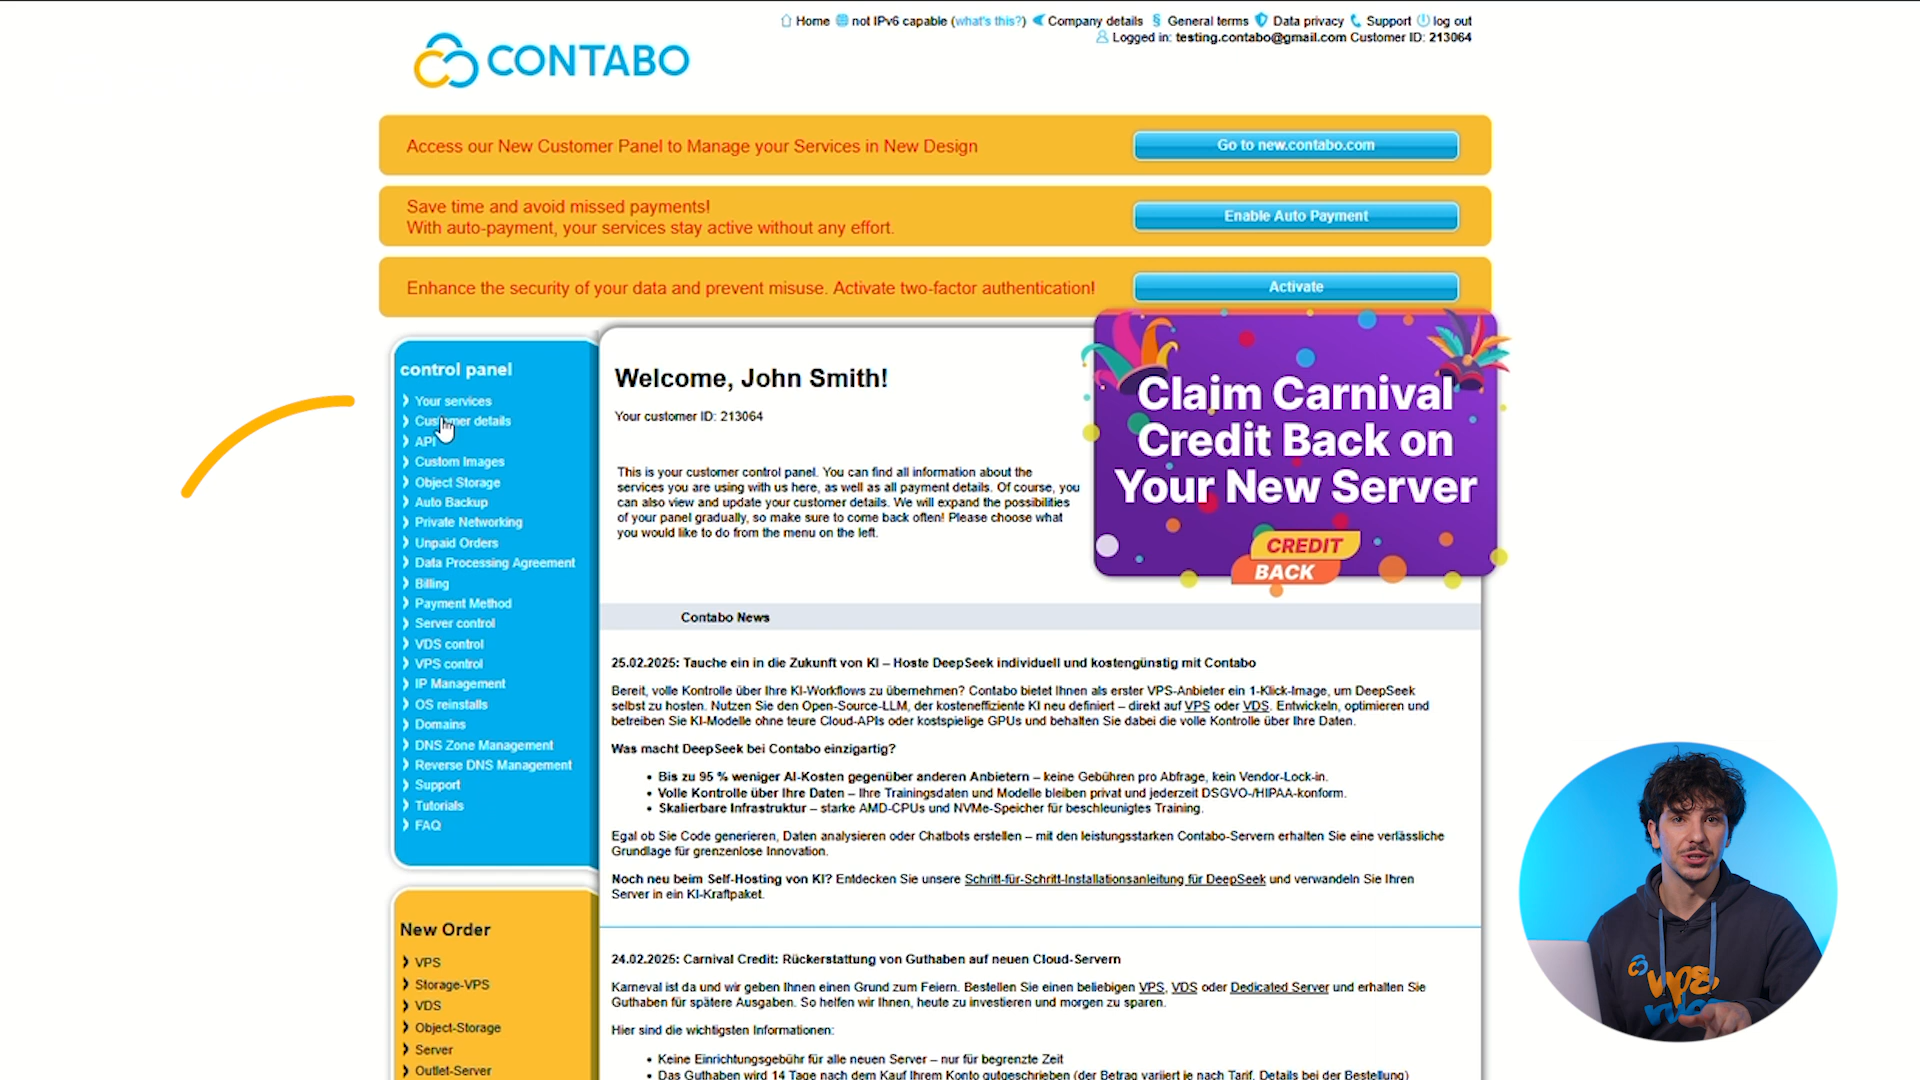 Home not IPv6 capable (what's this?) Company details § General terms Data privacy Support log out
Logged in: testing.contabo@gmail.com Customer ID: 213064
CONTABO
Access our New Customer Panel to Manage your Services in New Design
Go to new.contabo.com
Save time and avoid missed payments!
With auto-payment, your services stay active without any effort.
Enable Auto Payment
Enhance the security of your data and prevent misuse. Activate two-factor authentication!
Activate
control panel
Your services
Customer details
API
Custom Images
Object Storage
Auto Backup
Private Networking
Unpaid Orders
Data Processing Agreement
Billing
Payment Method
Server control
VDS control
VPS control
IP Management
OS reinstalls
Domains
DNS Zone Management
Reverse DNS Management
Support
Tutorials
FAQ
New Order
VPS
Storage-VPS
VDS
Object-Storage
Server
Outlet-Server
Welcome, John Smith!
Your customer ID: 213064
This is your customer control panel. You can find all information about the
services you are using with us here, as well as all payment details. Of course, you
can also view and update your customer details. We will expand the possibilities
of your panel gradually, so make sure to come back often! Please choose what
you would like to do from the menu on the left.
Claim Carnival
Credit Back on
Your New Server
CREDIT
BACK
Contabo News
25.02.2025: Tauche ein in die Zukunft von KI – Hoste DeepSeek individuell und kostengünstig mit Contabo
Bereit, volle Kontrolle über Ihre KI-Workflows zu übernehmen? Contabo bietet Ihnen als erster VPS-Anbieter ein 1-Klick-Image, um DeepSeek
selbst zu hosten. Nutzen Sie den Open-Source-LLM, der kosteneffiziente KI neu definiert – direkt auf VPS oder VDS. Entwickeln, optimieren und
betreiben Sie KI-Modelle ohne teure Cloud-APIs oder kostspielige GPUs und behalten Sie dabei die volle Kontrolle über Ihre Daten.
Was macht DeepSeek bei Contabo einzigartig?
• Bis zu 95 % weniger AI-Kosten gegenüber anderen Anbietern – keine Gebühren pro Abfrage, kein Vendor-Lock-in.
• Volle Kontrolle über Ihre Daten – Ihre Trainingsdaten und Modelle bleiben privat und jederzeit DSGVO-/HIPAA-konform.
• Skalierbare Infrastruktur – starke AMD-CPUs und NVMe-Speicher für beschleunigtes Training.
Egal ob Sie Code generieren, Daten analysieren oder Chatbots erstellen – mit den leistungsstarken Contabo-Servern erhalten Sie eine verlässliche
Grundlage für grenzenlose Innovation.
Noch neu beim Self-Hosting von KI? Entdecken Sie unsere Schritt-für-Schritt-Installationsanleitung für DeepSeek und verwandeln Sie Ihren
Server in ein KI-Kraftpaket.
24.02.2025: Carnival Credit: Rückerstattung von Guthaben auf neuen Cloud-Servern
Karneval ist da und wir geben Ihnen einen Grund zum Feiern. Bestellen Sie einen beliebigen VPS, VDS oder Dedicated Server und erhalten Sie
Guthaben für spätere Ausgaben. So helfen wir Ihnen, heute zu investieren und morgen zu sparen.
Hier sind die wichtigsten Informationen:
• Keine Einrichtungsgebühr für alle neuen Server – nur für begrenzte Zeit
• Das Guthaben wird 14 Tage nach dem Kauf Ihrem Konto gutgeschrieben (der Betrag variiert je nach Tarif. Details bei der Bestellung)